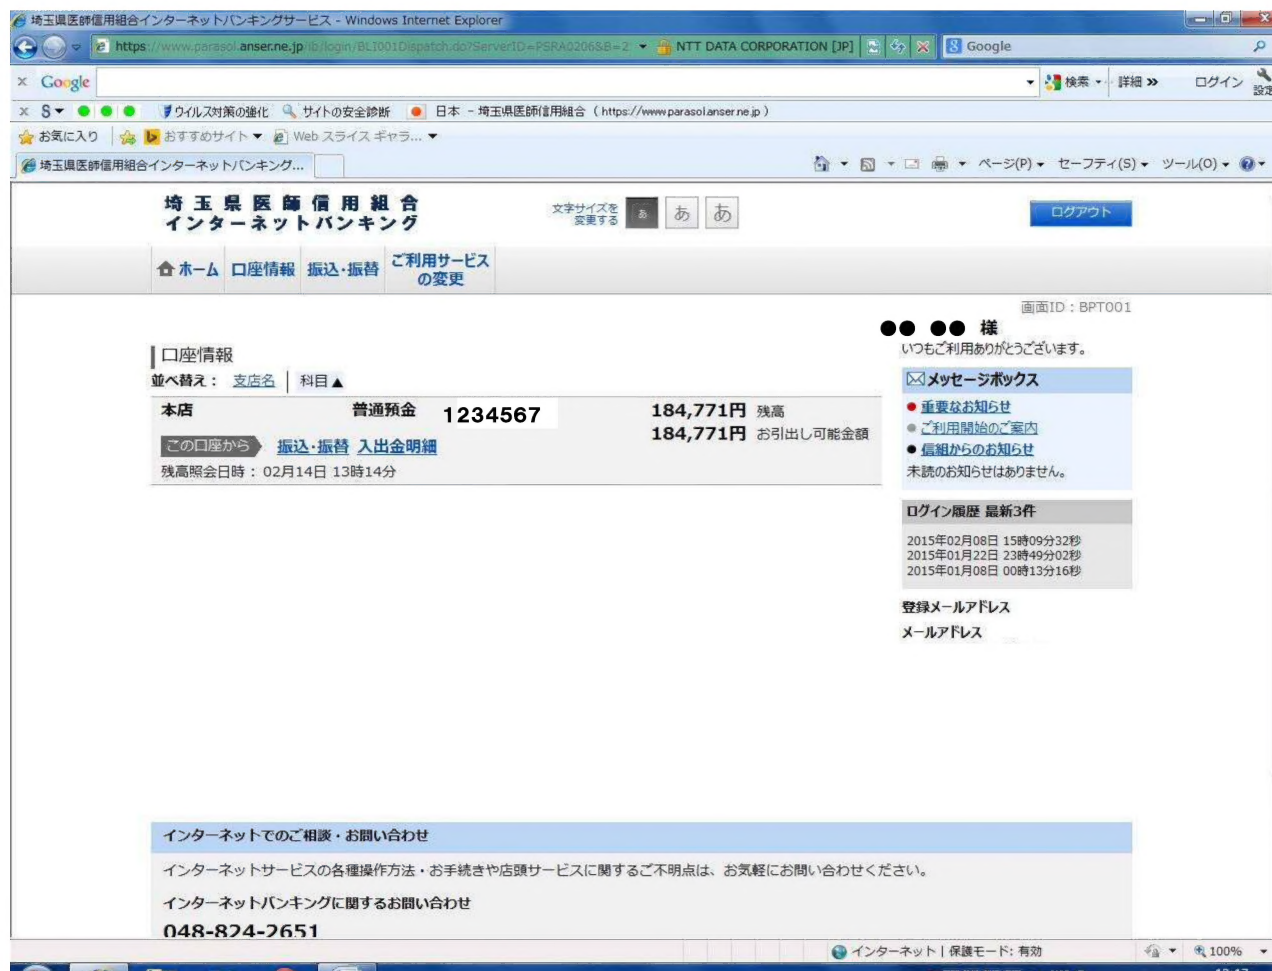 埼玉県医師信用組合インターネットバンキングサービス - Windows Internet Explorer
https://www.parasol.anser.ne.jp/ib/login/BLI001Dispatch.do?ServerID=PSRA0206&B=2 NTT DATA CORPORATION [JP] Google
× Google 検索 詳細 » ログイン 設定
× S ウイルス対策の強化 サイトの安全診断 日本 - 埼玉県医師信用組合 ( https://www.parasol.anser.ne.jp )
お気に入り おすすめサイト ▼ Web スライス ギャラ... ▼
埼玉県医師信用組合インターネットバンキング... ページ(P) セーフティ(S) ツール(O)
埼玉県医師信用組合
インターネットバンキング
文字サイズを
変更する
あ あ あ
ログアウト
ホーム 口座情報 振込・振替 ご利用サービス
の変更
画面ID:BPT001
●● ●● 様
いつもご利用ありがとうございます。
口座情報
並べ替え: 支店名 科目▲
本店 普通預金 1234567 184,771円 残高
184,771円 お引出し可能金額
この口座から 振込・振替 入出金明細
残高照会日時:02月14日 13時14分
メッセージボックス
●重要なお知らせ
●ご利用開始のご案内
●信組からのお知らせ
未読のお知らせはありません。
ログイン履歴 最新3件
2015年02月08日 15時09分32秒
2015年01月22日 23時49分02秒
2015年01月08日 00時13分16秒
登録メールアドレス
メールアドレス
インターネットでのご相談・お問い合わせ
インターネットサービスの各種操作方法・お手続きや店頭サービスに関するご不明点は、お気軽にお問い合わせください。
インターネットバンキングに関するお問い合わせ
048-824-2651
インターネット | 保護モード: 有効 100%